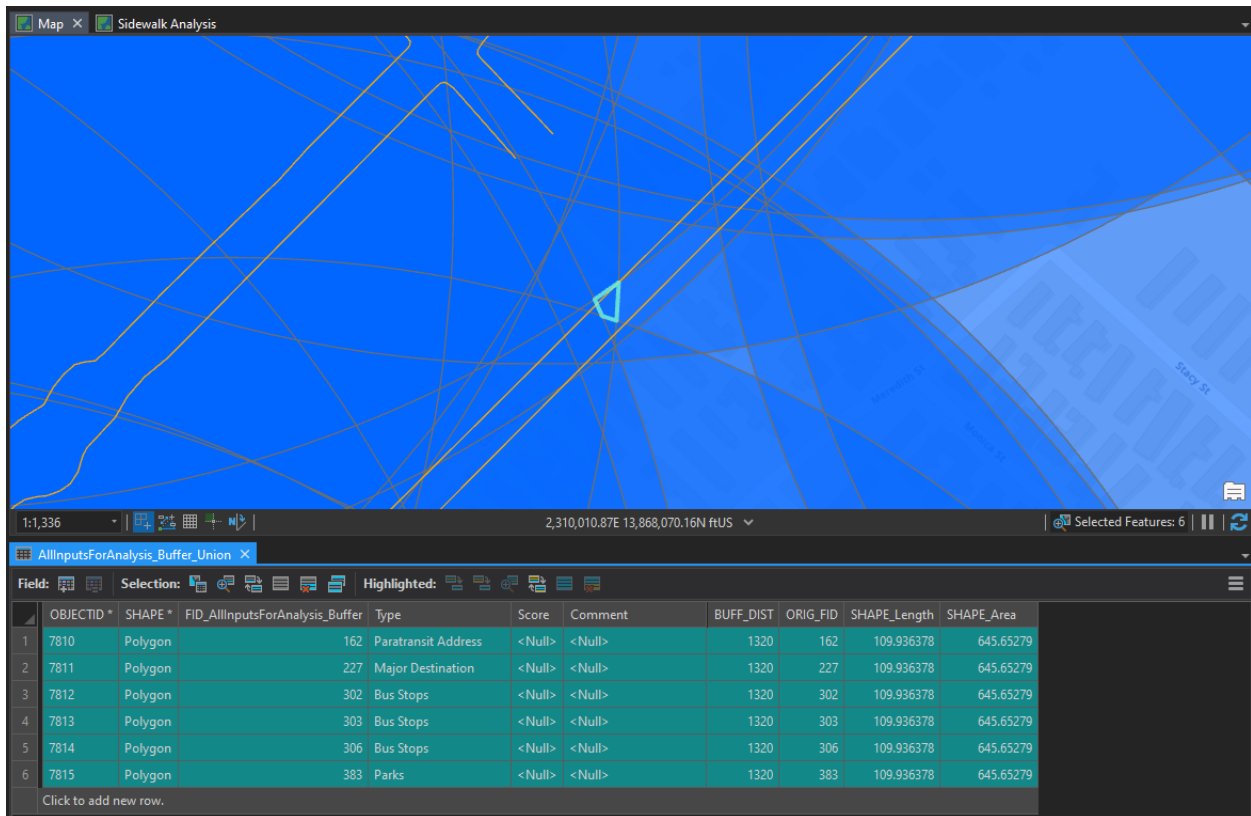 Map Sidewalk Analysis
Stacy St
Meredith St
Monica St
1:1,336 2,310,010.87E 13,868,070.16N ftUS Selected Features: 6
AllInputsForAnalysis_Buffer_Union
Field: Selection: Highlighted:
OBJECTID * SHAPE * FID_AllInputsForAnalysis_Buffer Type Score Comment BUFF_DIST ORIG_FID SHAPE_Length SHAPE_Area
1 7810 Polygon 162 Paratransit Address <Null> <Null> 1320 162 109.936378 645.65279
2 7811 Polygon 227 Major Destination <Null> <Null> 1320 227 109.936378 645.65279
3 7812 Polygon 302 Bus Stops <Null> <Null> 1320 302 109.936378 645.65279
4 7813 Polygon 303 Bus Stops <Null> <Null> 1320 303 109.936378 645.65279
5 7814 Polygon 306 Bus Stops <Null> <Null> 1320 306 109.936378 645.65279
6 7815 Polygon 383 Parks <Null> <Null> 1320 383 109.936378 645.65279
Click to add new row.